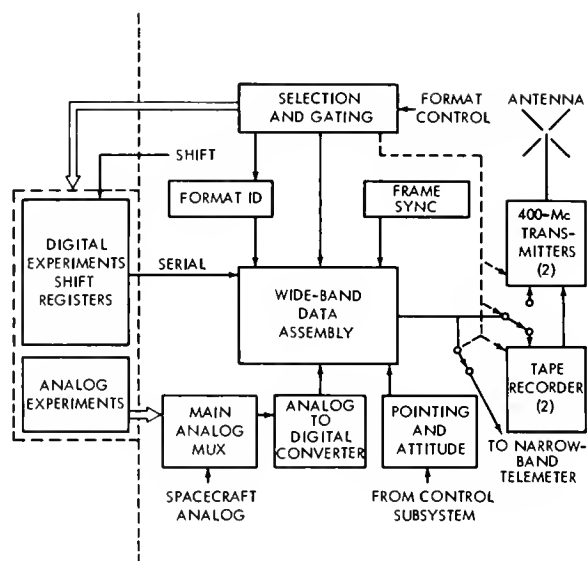 SELECTION
AND GATING
FORMAT
CONTROL
ANTENNA
SHIFT
FORMAT ID
FRAME
SYNC
400-Mc
TRANS-
MITTERS
(2)
DIGITAL
EXPERIMENTS
SHIFT
REGISTERS
SERIAL
WIDE-BAND
DATA
ASSEMBLY
TAPE
RECORDER
(2)
ANALOG
EXPERIMENTS
MAIN
ANALOG
MUX
ANALOG
TO
DIGITAL
CONVERTER
POINTING
AND
ATTITUDE
TO NARROW-
BAND
TELEMETER
SPACECRAFT
ANALOG
FROM CONTROL
SUBSYSTEM